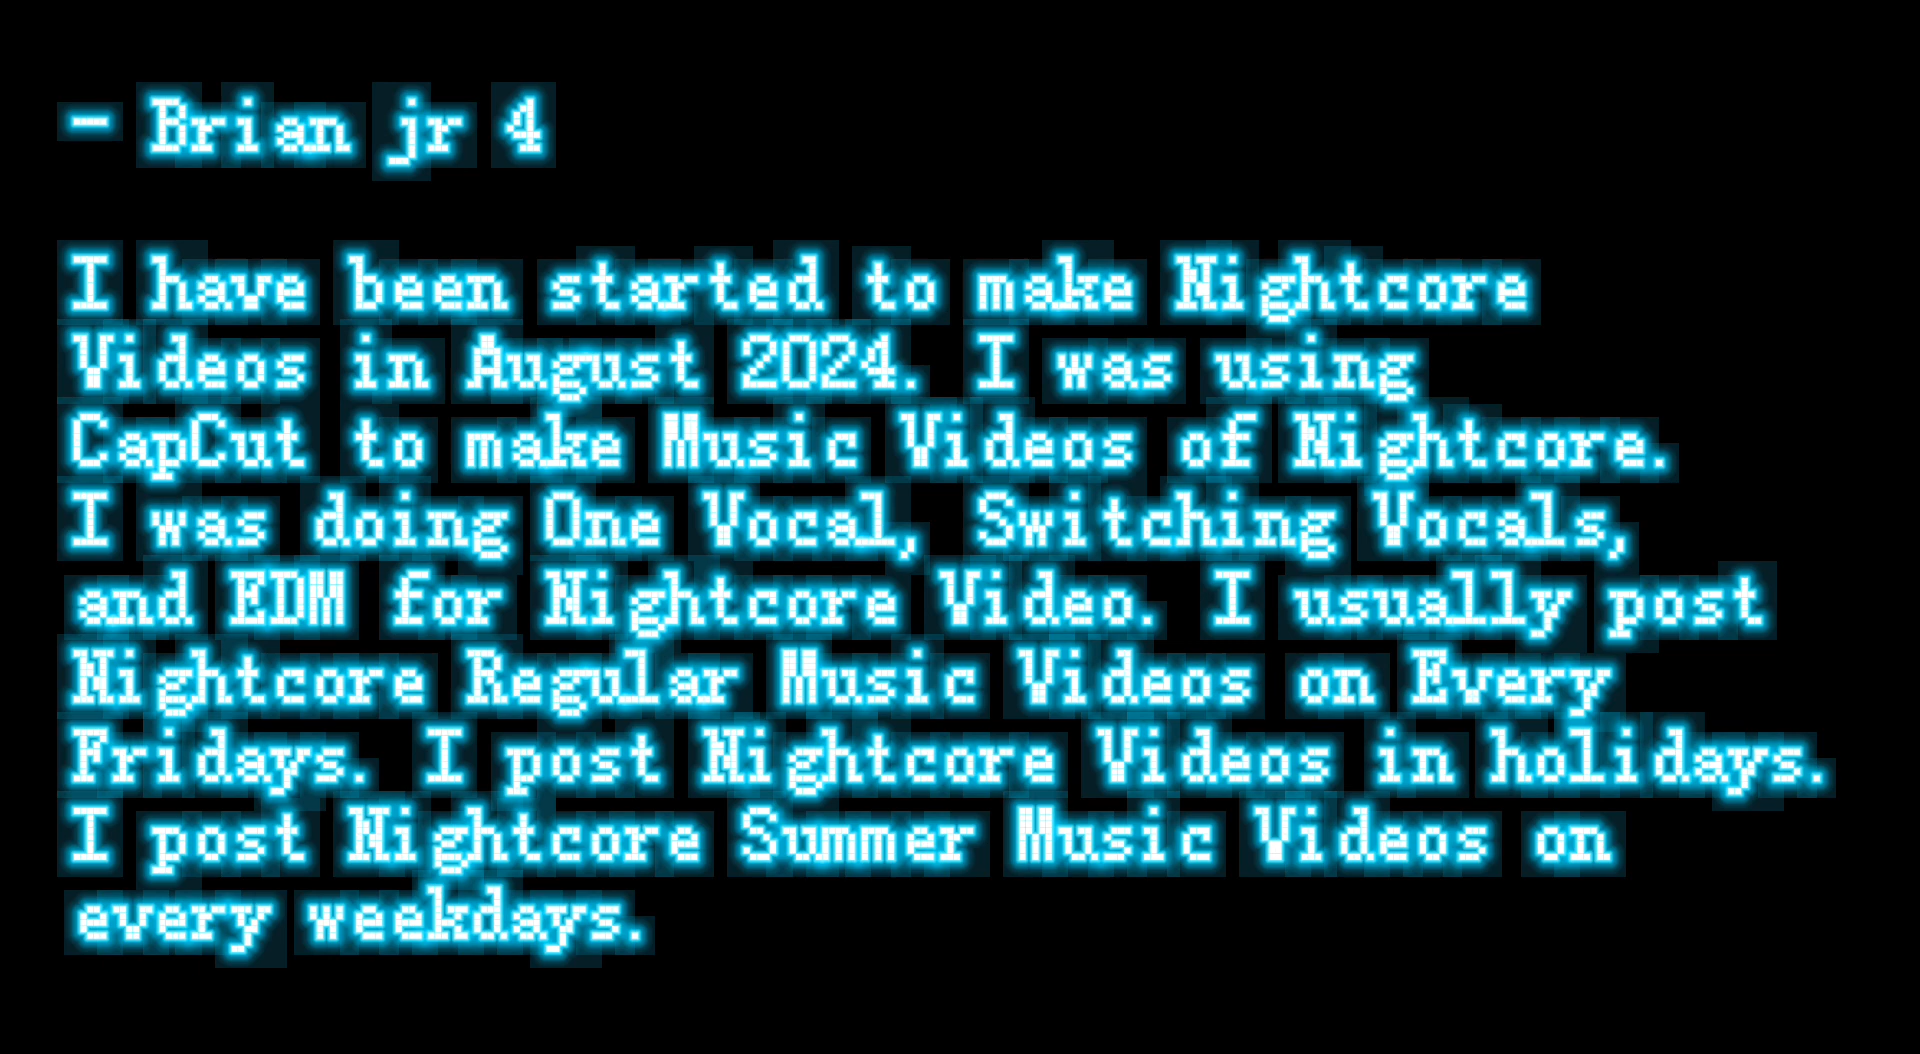 - Brian jr 4
I have been started to make Nightcore
Videos in August 2024. I was using
CapCut to make Music Videos of Nightcore.
I was doing One Vocal, Switching Vocals,
and EDM for Nightcore Video. I usually post
Nightcore Regular Music Videos on Every
Fridays. I post Nightcore Videos in holidays.
I post Nightcore Summer Music Videos on
every weekdays.